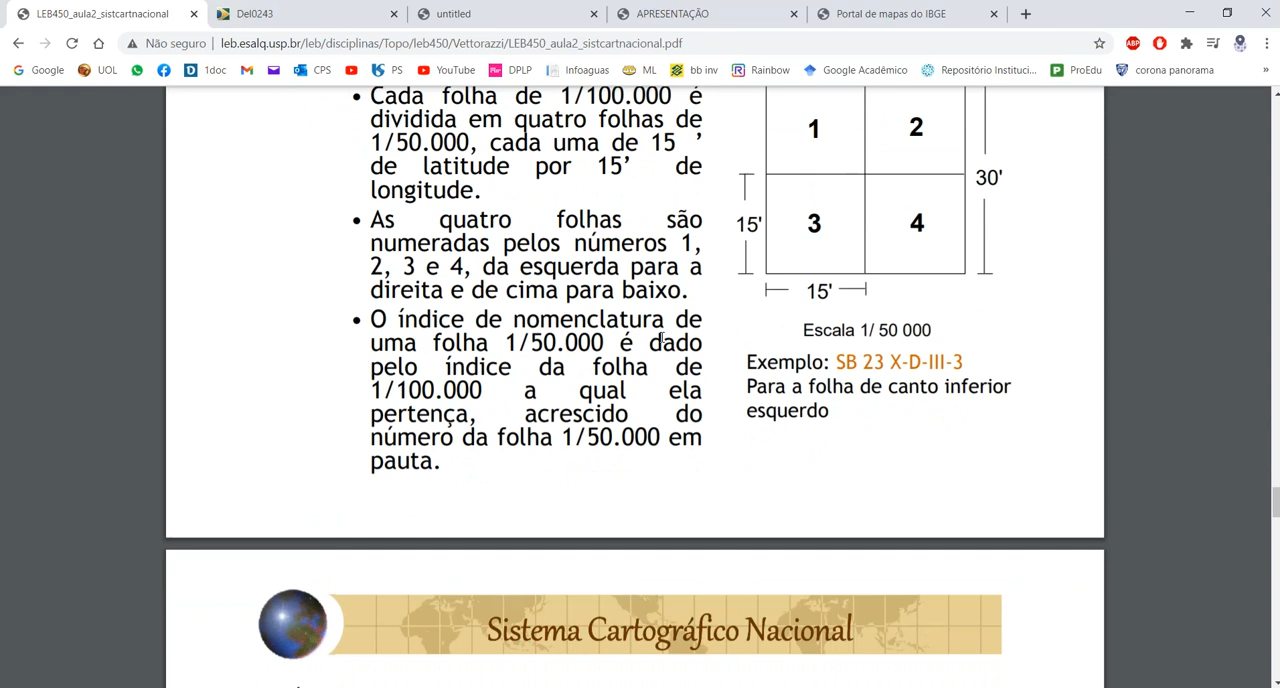 LEB450_aula2_sistcartnacional
Del0243
untitled
APRESENTAÇÃO
Portal de mapas do IBGE
Não seguro
leb.esalq.usp.br/leb/disciplinas/Topo/leb450/Vettorazzi/LEB450_aula2_sistcartnacional.pdf
ABP
Google
UOL
1doc
CPS
PS
YouTube
DPLP
Infoaguas
ML
bb inv
Rainbow
Google Acadêmico
Repositório Instituci...
ProEdu
corona panorama
»
• Cada folha de 1/100.000 é
dividida em quatro folhas de
1/50.000, cada uma de 15 ’
de latitude por 15’ de
longitude.
• As quatro folhas são
numeradas pelos números 1,
2, 3 e 4, da esquerda para a
direita e de cima para baixo.
• O índice de nomenclatura de
uma folha 1/50.000 é dado
pelo índice da folha de
1/100.000 a qual ela
pertença, acrescido do
número da folha 1/50.000 em
pauta.
1 2
30'
15' 3 4
15'
Escala 1/ 50 000
Exemplo: SB 23 X-D-III-3
Para a folha de canto inferior
esquerdo
Sistema Cartográfico Nacional